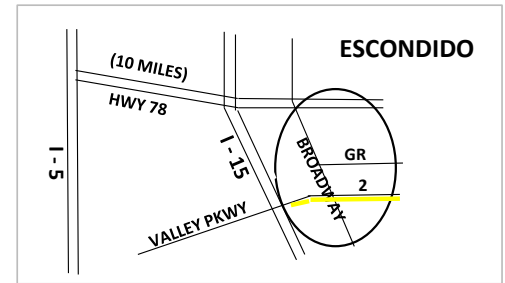 ESCONDIDO
(10 MILES)
HWY 78
I - 5
I - 15
BROADWAY
GR
2
VALLEY PKWY